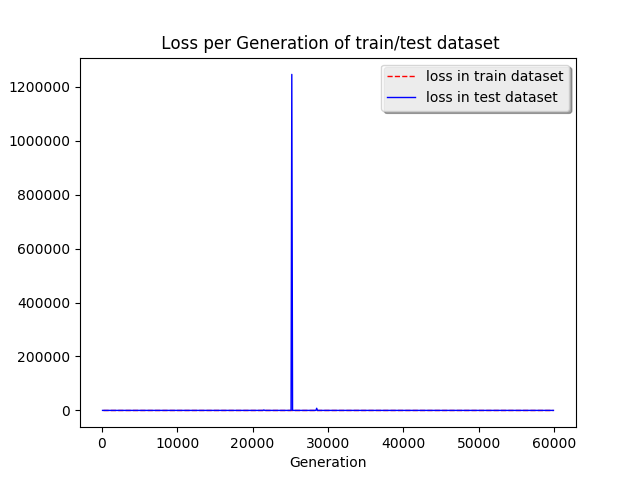 Loss per Generation of train/test dataset
loss in train dataset
loss in test dataset
1200000
1000000
800000
600000
400000
200000
0
0 10000 20000 30000 40000 50000 60000
Generation